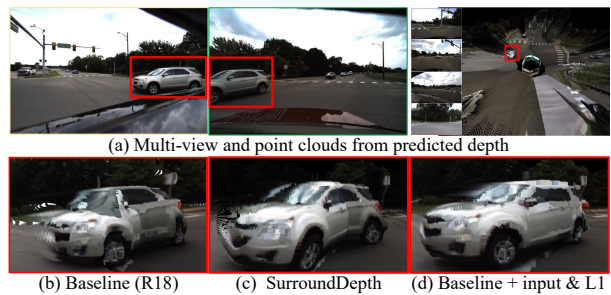 (a) Multi-view and point clouds from predicted depth
(b) Baseline (R18) (c) SurroundDepth (d) Baseline + input & L1